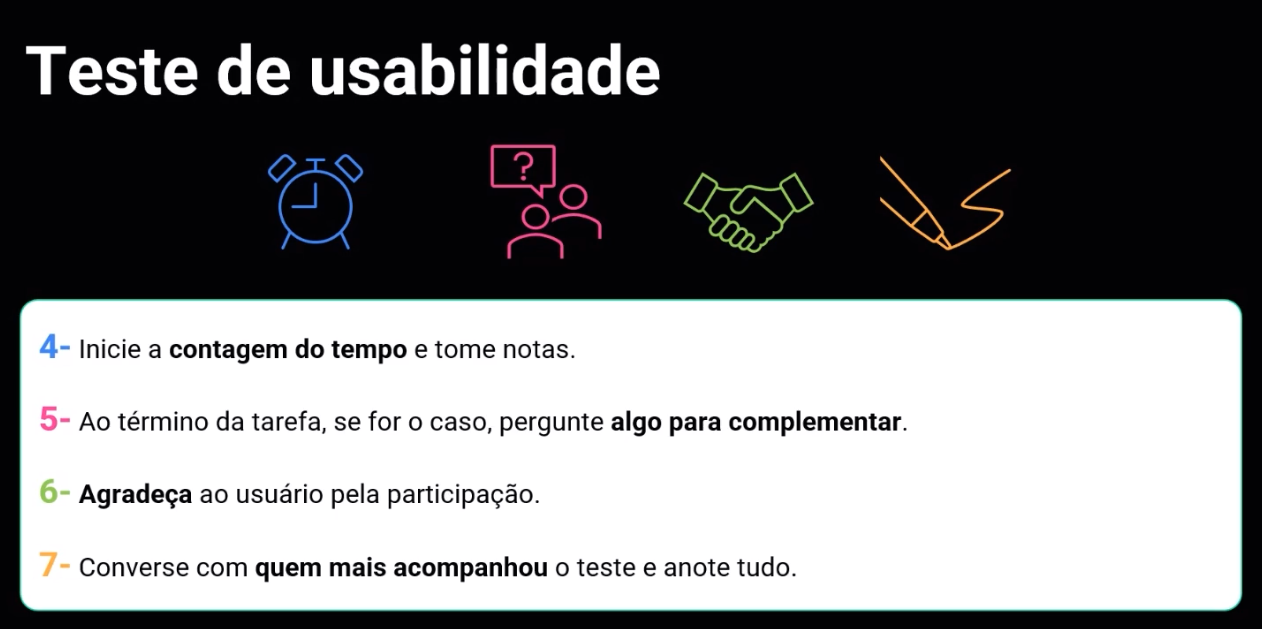 Teste de usabilidade
?
4- Inicie a contagem do tempo e tome notas.
5- Ao término da tarefa, se for o caso, pergunte algo para complementar.
6- Agradeça ao usuário pela participação.
7- Converse com quem mais acompanhou o teste e anote tudo.